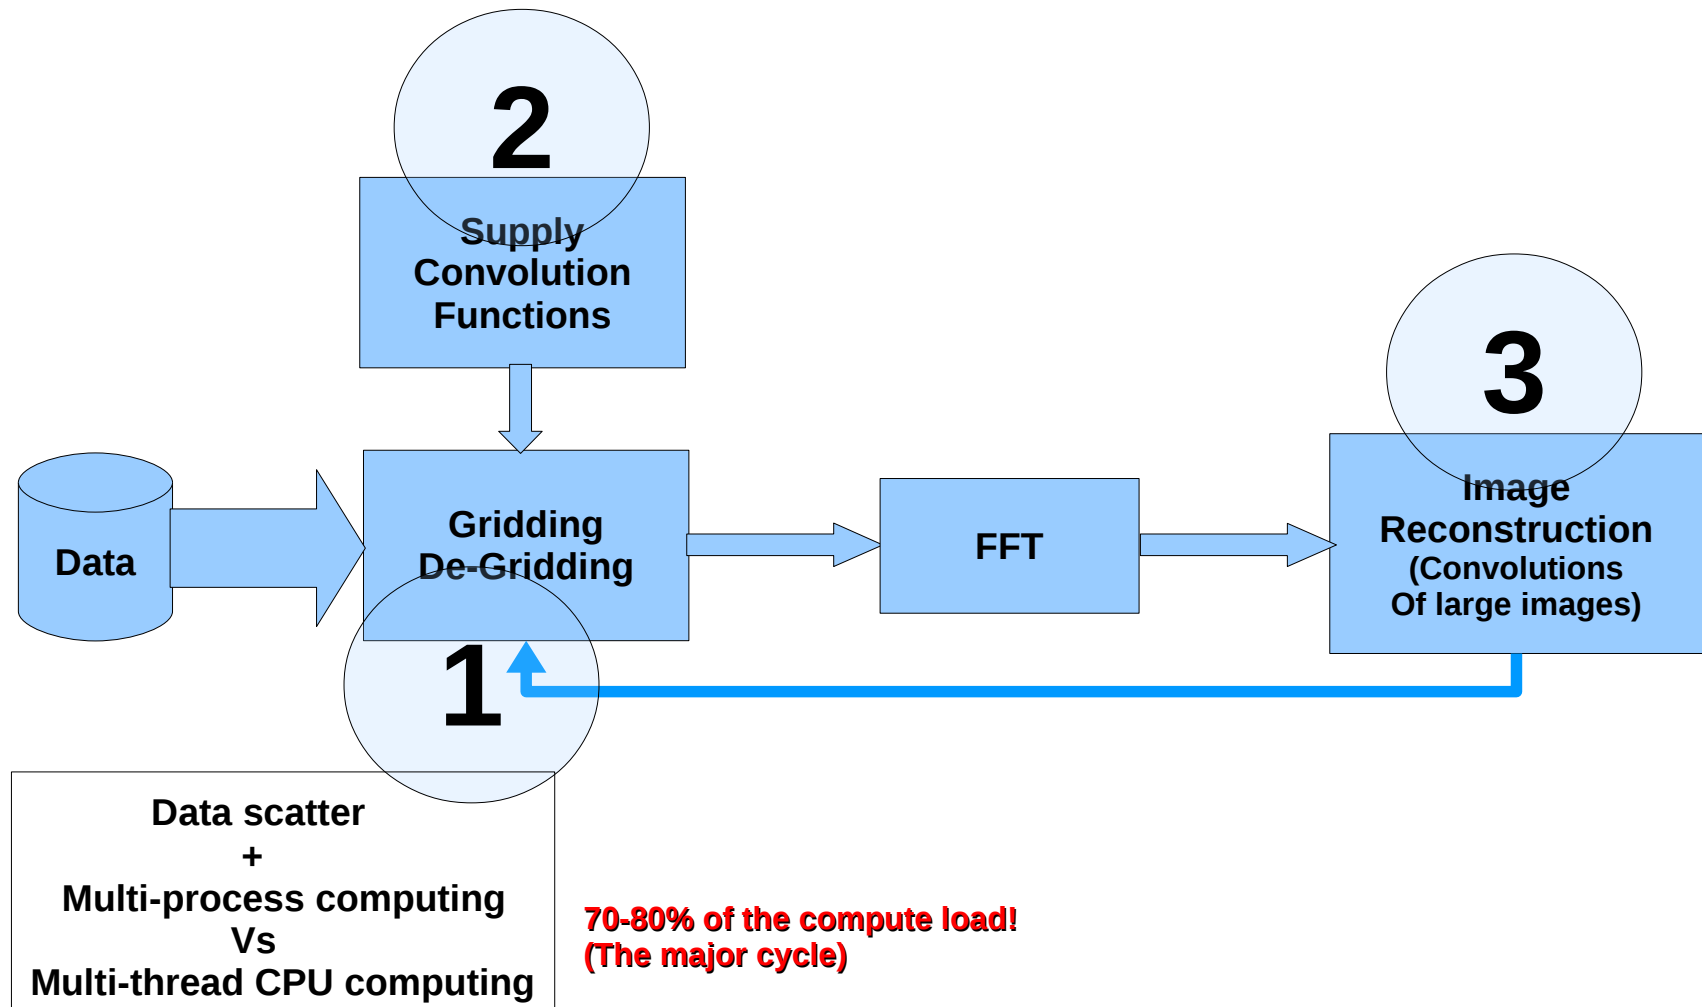 2
Supply
Convolution
Functions
3
Data
Gridding
De-Gridding
FFT
Image
Reconstruction
(Convolutions
Of large images)
1
Data scatter
+
Multi-process computing
Vs
Multi-thread CPU computing
70-80% of the compute load!
(The major cycle)